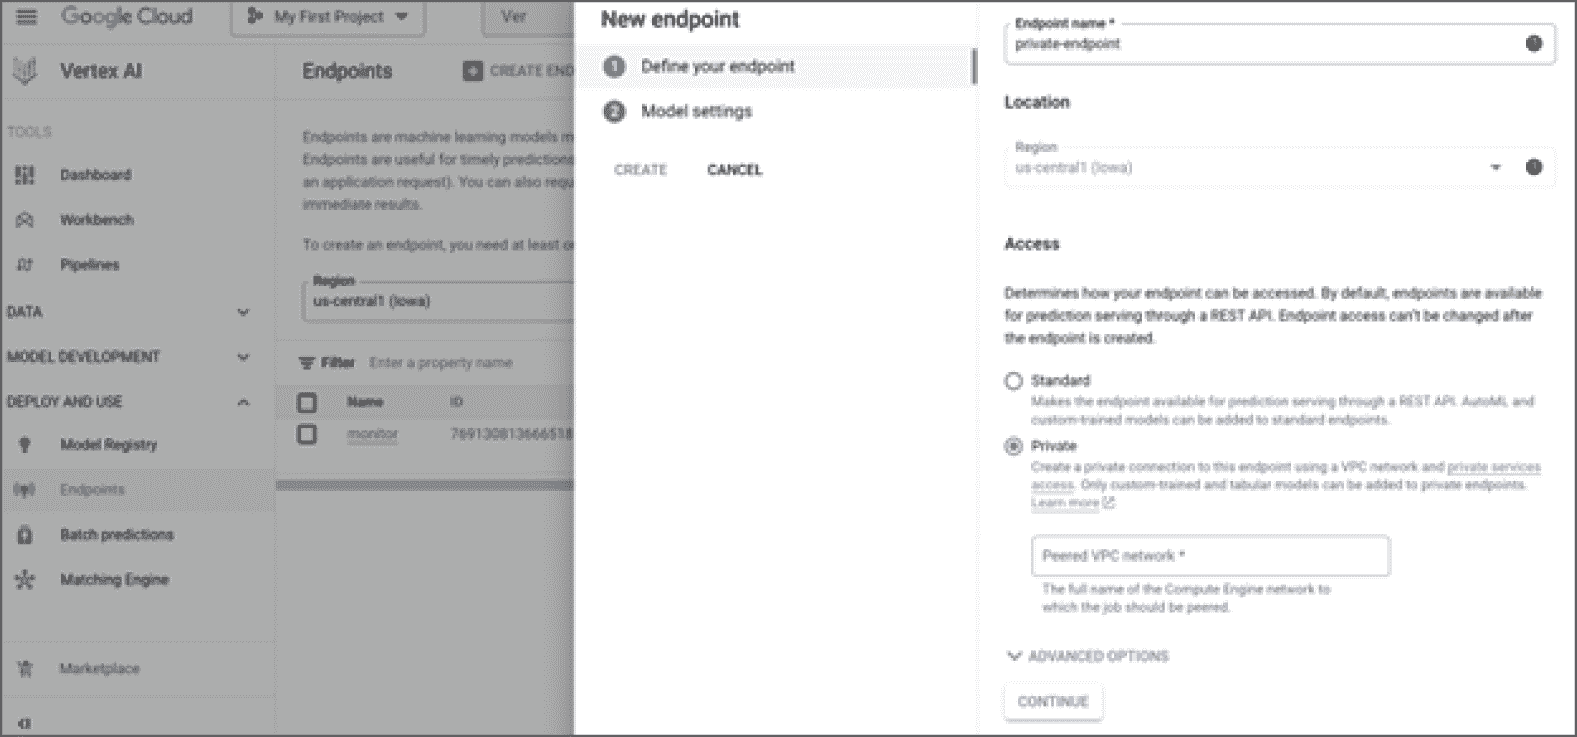 Google Cloud
My First Project
Ver
Vertex AI
TOOLS
Dashboard
Workbench
Pipelines
DATA
MODEL DEVELOPMENT
DEPLOY AND USE
Model Registry
Endpoints
Batch predictions
Matching Engine
Marketplace
Endpoints
CREATE END
Endpoints are machine learning models m
Endpoints are useful for timely predictions
an application request). You can also requ
immediate results.
To create an endpoint, you need at least o
Region
us-central1 (Iowa)
Filter Enter a property name
Name ID
monitor
New endpoint
1 Define your endpoint
2 Model settings
CREATE CANCEL
Endpoint name *
private-endpoint
Location
Region
us-central1 (Iowa)
Access
Determines how your endpoint can be accessed. By default, endpoints are available
for prediction serving through a REST API. Endpoint access can't be changed after
the endpoint is created.
Standard
Makes the endpoint available for prediction serving through a REST API. AutoML and
custom-trained models can be added to standard endpoints.
Private
Create a private connection to this endpoint using a VPC network and private services
access. Only custom-trained and tabular models can be added to private endpoints.
Learn more
Peered VPC network *
The full name of the Compute Engine network to
which the job should be peered.
ADVANCED OPTIONS
CONTINUE